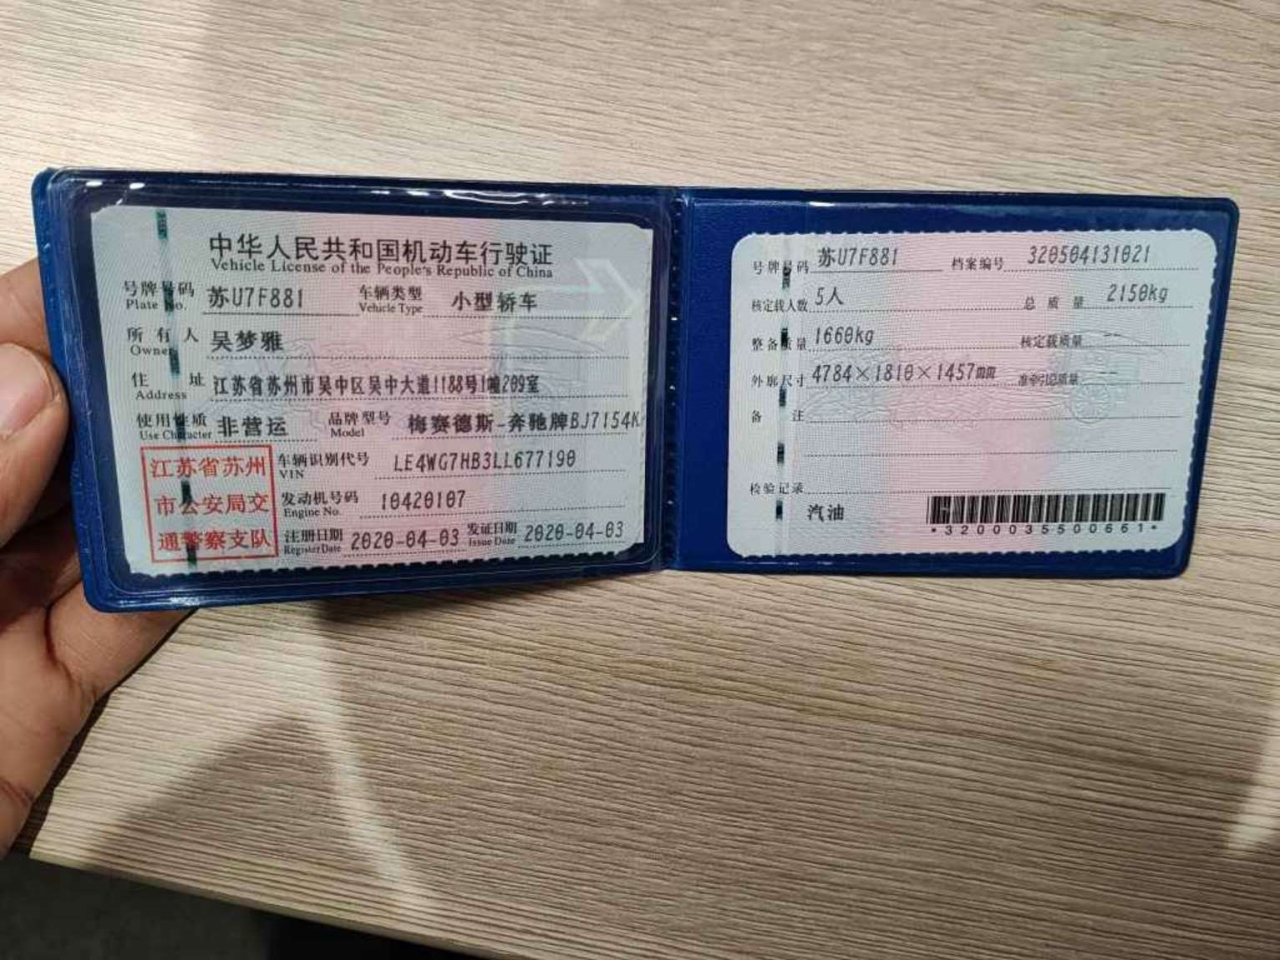 中华人民共和国机动车行驶证
Vehicle License of the People's Republic of China
号牌号码 苏U7F881 车辆类型 小型轿车
Plate No. Vehicle Type
所有人 吴梦雅
Owner
住址 江苏省苏州市吴中区吴中大道1188号1幢209室
Address
使用性质 非营运 品牌型号 梅赛德斯-奔驰牌BJ7154K
Use Character Model
江苏省苏州
市公安局交
通警察支队
车辆识别代号 LE4WG7HB3LL677190
VIN
发动机号码 10420107
Engine No.
注册日期 2020-04-03 发证日期 2020-04-03
Register Date Issue Date
号牌号码 苏U7F881 档案编号 320504131021
核定载人数 5人 总质量 2150kg
整备质量 1660kg 核定载质量 --
外廓尺寸 4784×1810×1457mm 准牵引总质量 --
备注
检验记录
汽油
*3200035500661*